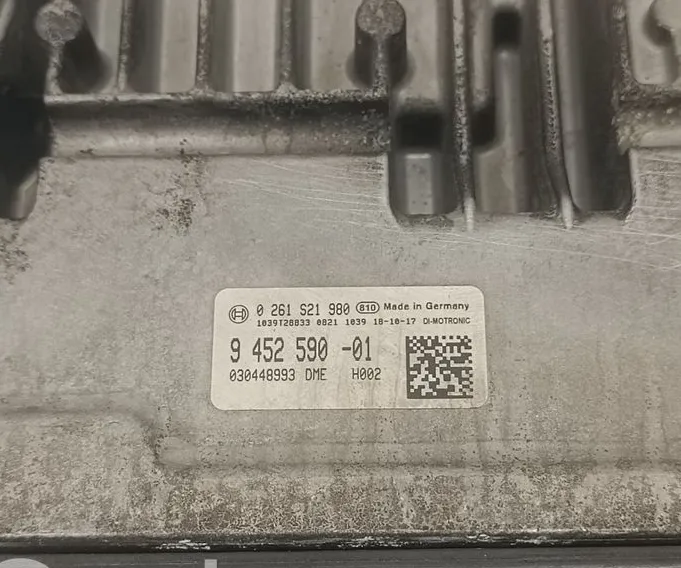 0 261 S21 980 610 Made in Germany
1039T28833 0821 1039 18-10-17 DI-MOTRONIC
9 452 590 -01
030448993 DME H002